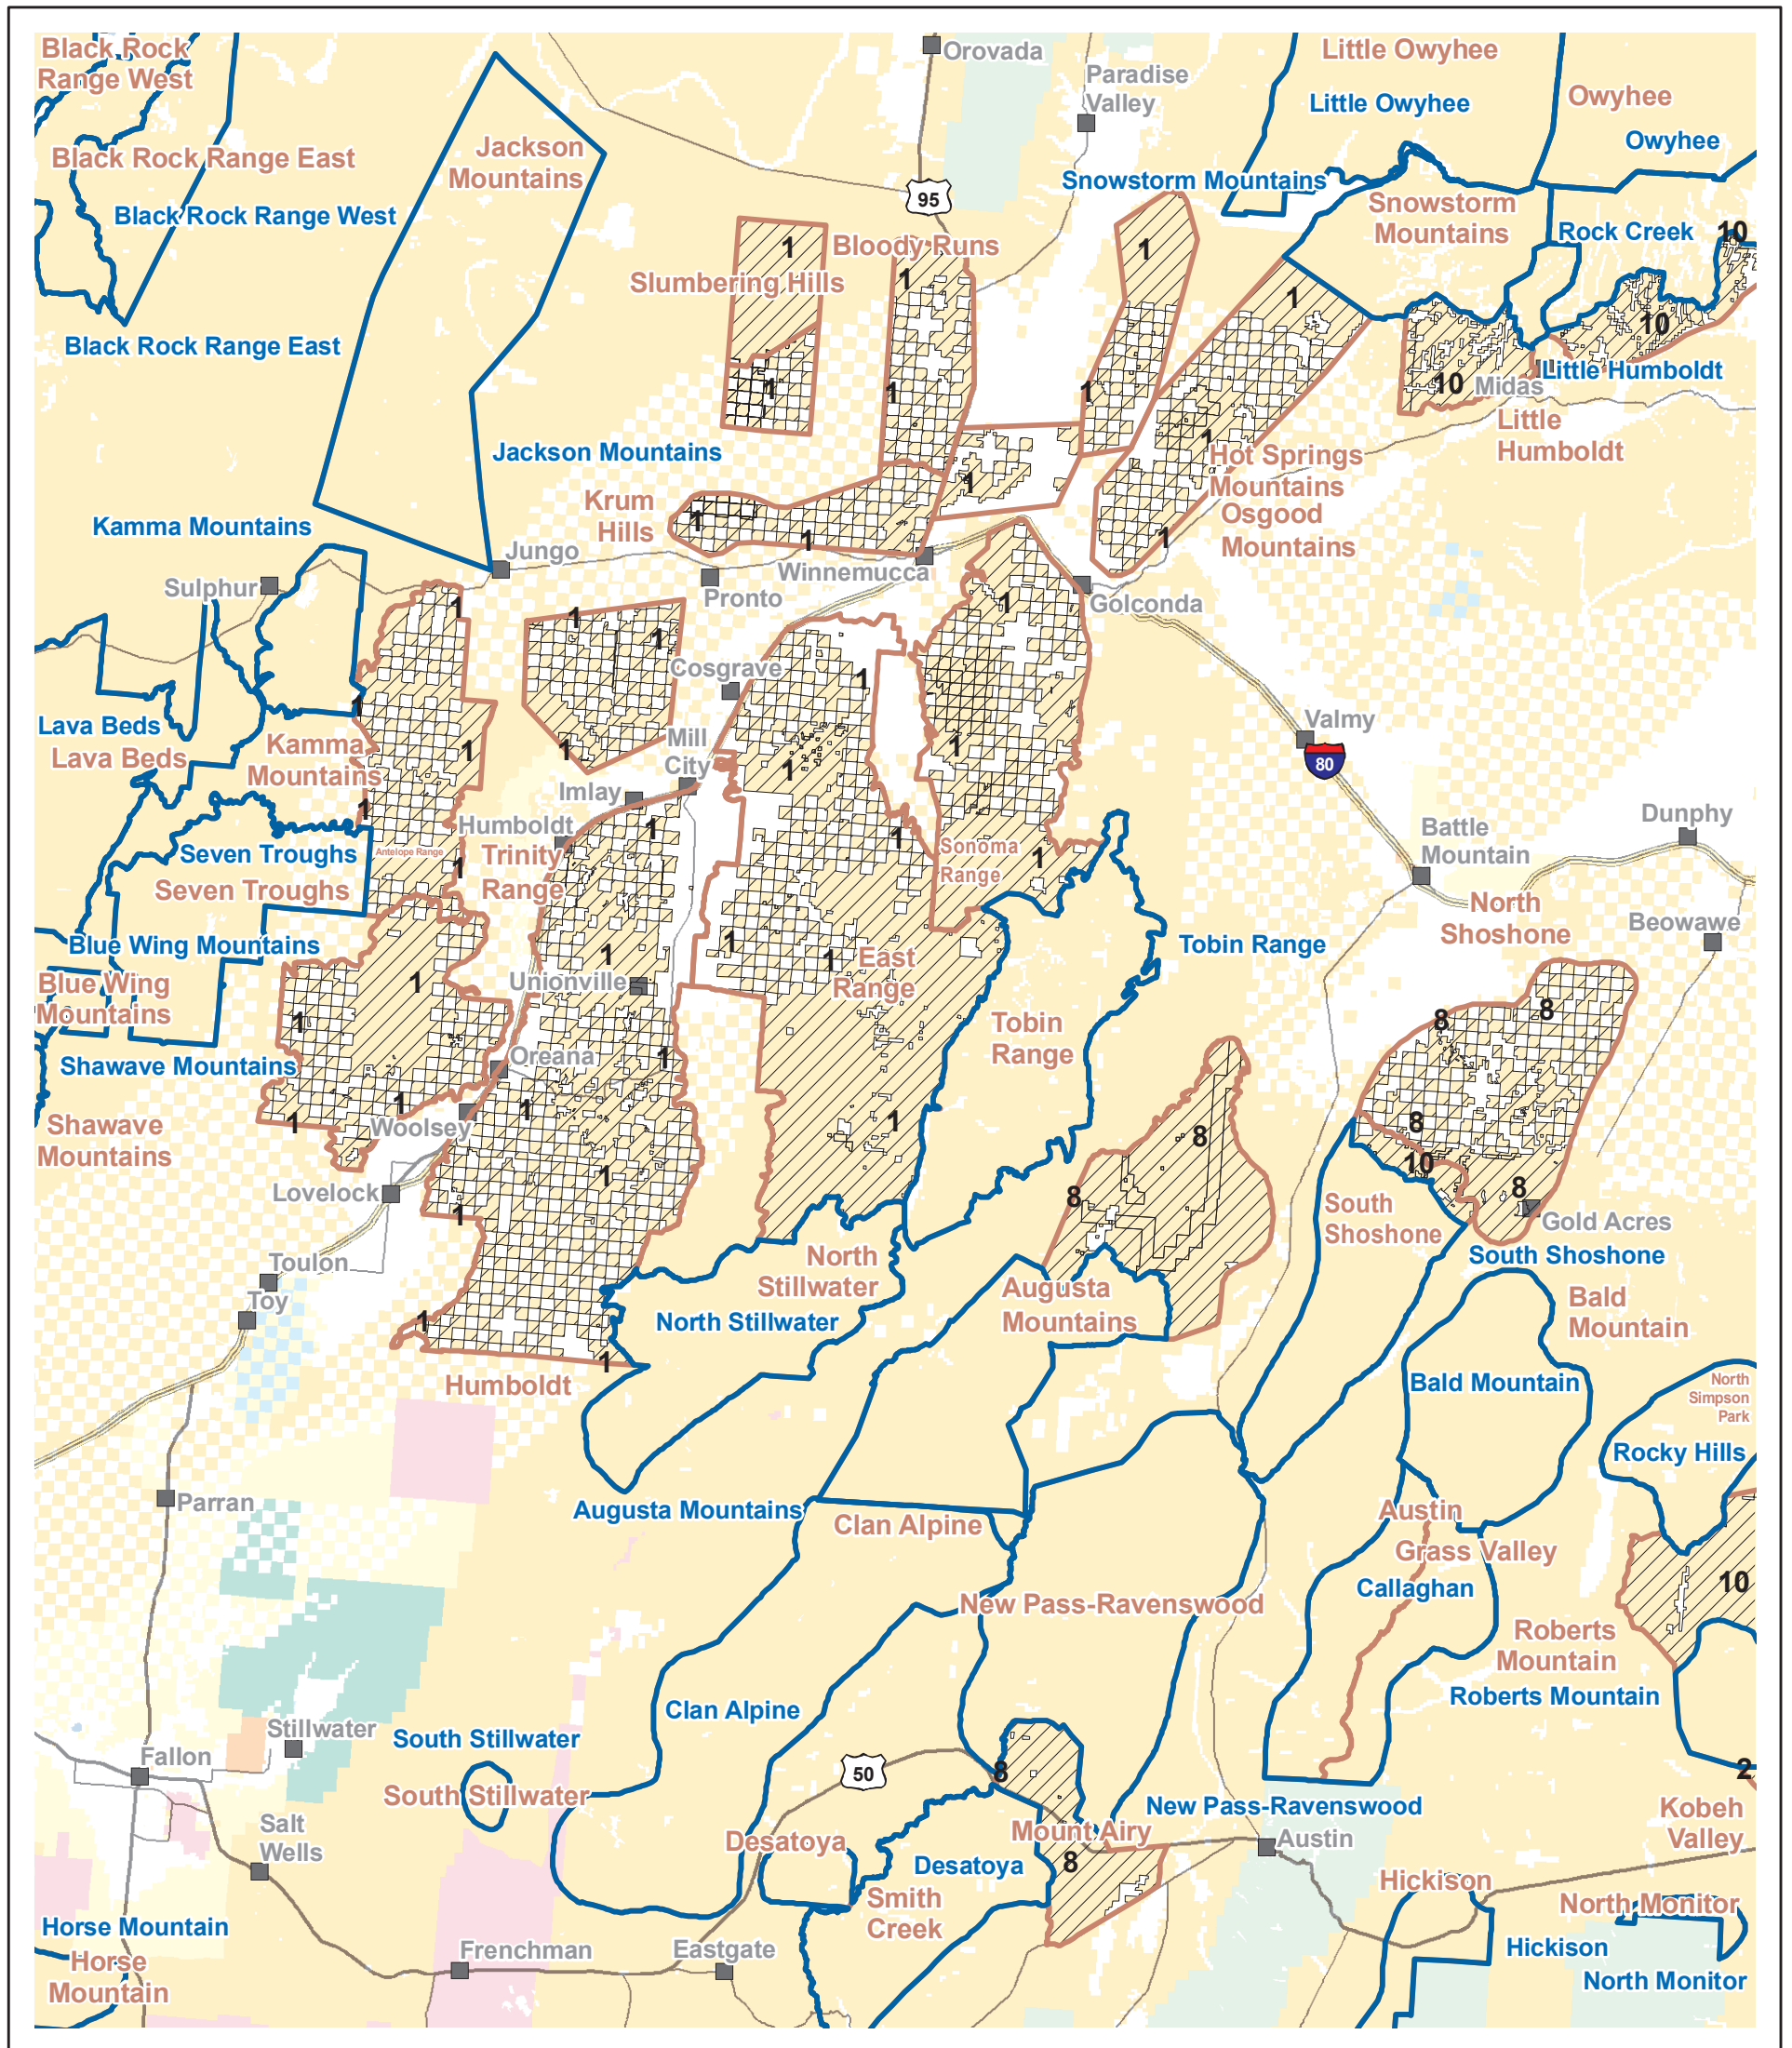 Black Rock
Range West
Orovada
Little Owyhee
Paradise
Valley
Owyhee
Little Owyhee
Owyhee
Jackson
Mountains
Black Rock Range East
Snowstorm Mountains
95
Black Rock Range West
Snowstorm
Mountains
Rock Creek
10
1
Bloody Runs
1
Slumbering Hills
1
1
10
Black Rock Range East
1
1
1
10
Midas
Little Humboldt
Little
Humboldt
Jackson Mountains
1
Hot Springs
Mountains
Krum
Hills
1
Osgood
Mountains
Kamma Mountains
1
1
1
Jungo
Winnemucca
Sulphur
Pronto
Golconda
1
1
1
1
Cosgrave
1
1
Lava Beds
Lava Beds
Kamma
Mountains
1
1
Mill
City
1
1
Valmy
80
Imlay
1
Humboldt
Trinity
Range
1
1
Sonoma
Range
1
Battle
Mountain
Dunphy
Seven Troughs
Antelope Range
1
Seven Troughs
North
Shoshone
Beowawe
Blue Wing Mountains
1
1
1
East
Range
Tobin Range
Blue Wing
Mountains
1
Unionville
1
Tobin
Range
8
8
Shawave Mountains
Oreana
1
1
1
1
1
8
8
Shawave
Mountains
Woolsey
10
Lovelock
1
1
8
South
Shoshone
8
Gold Acres
Toulon
North
Stillwater
South Shoshone
Toy
1
North Stillwater
Augusta
Mountains
Bald
Mountain
1
Humboldt
Bald Mountain
North
Simpson
Park
Rocky Hills
Parran
Augusta Mountains
Clan Alpine
Austin
Grass Valley
Callaghan
10
New Pass-Ravenswood
Roberts
Mountain
Clan Alpine
Roberts Mountain
Stillwater
South Stillwater
Fallon
50
8
2
South Stillwater
New Pass-Ravenswood
Kobeh
Valley
Salt
Wells
Desatoya
Mount Airy
Austin
Desatoya
8
Smith
Creek
Hickison
North Monitor
Horse Mountain
Frenchman
Eastgate
Hickison
Horse
Mountain
North Monitor